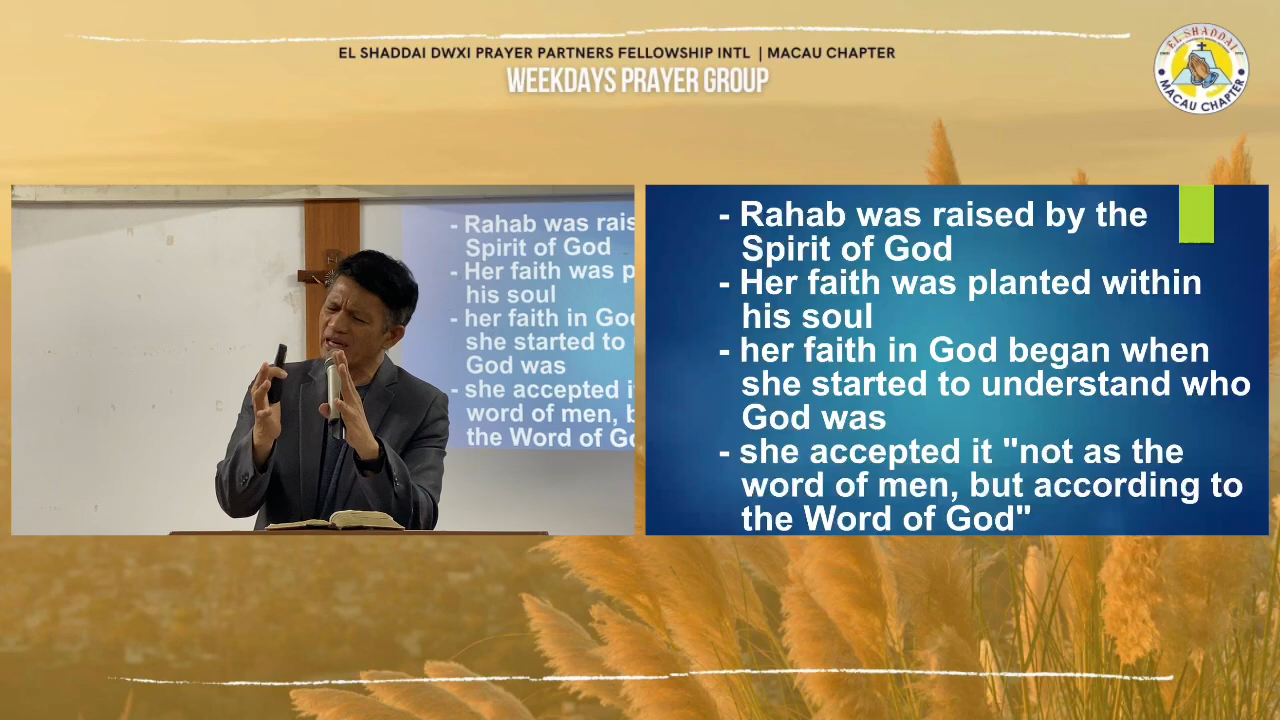 EL SHADDAI DWXI PRAYER PARTNERS FELLOWSHIP INTL | MACAU CHAPTER
WEEKDAYS PRAYER GROUP
EL SHADDAI
MACAU CHAPTER
- Rahab was rais
Spirit of God
- Her faith was p
his soul
- her faith in Go
she started to
God was
- she accepted i
word of men, b
the Word of Go
- Rahab was raised by the
Spirit of God
- Her faith was planted within
his soul
- her faith in God began when
she started to understand who
God was
- she accepted it "not as the
word of men, but according to
the Word of God"